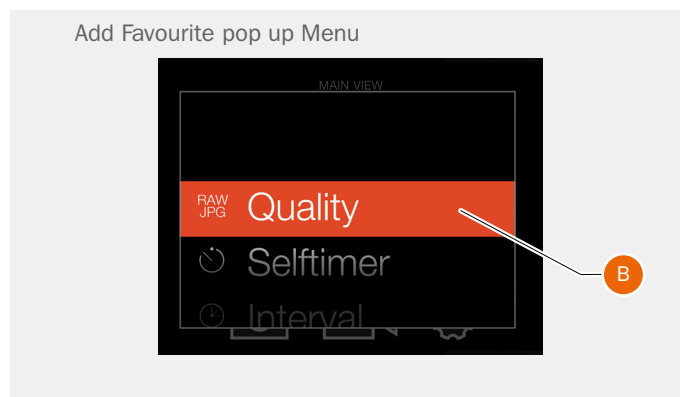 Add Favourite pop up Menu
MAIN VIEW
RAW
JPG
Quality
B
Selftimer
Interval